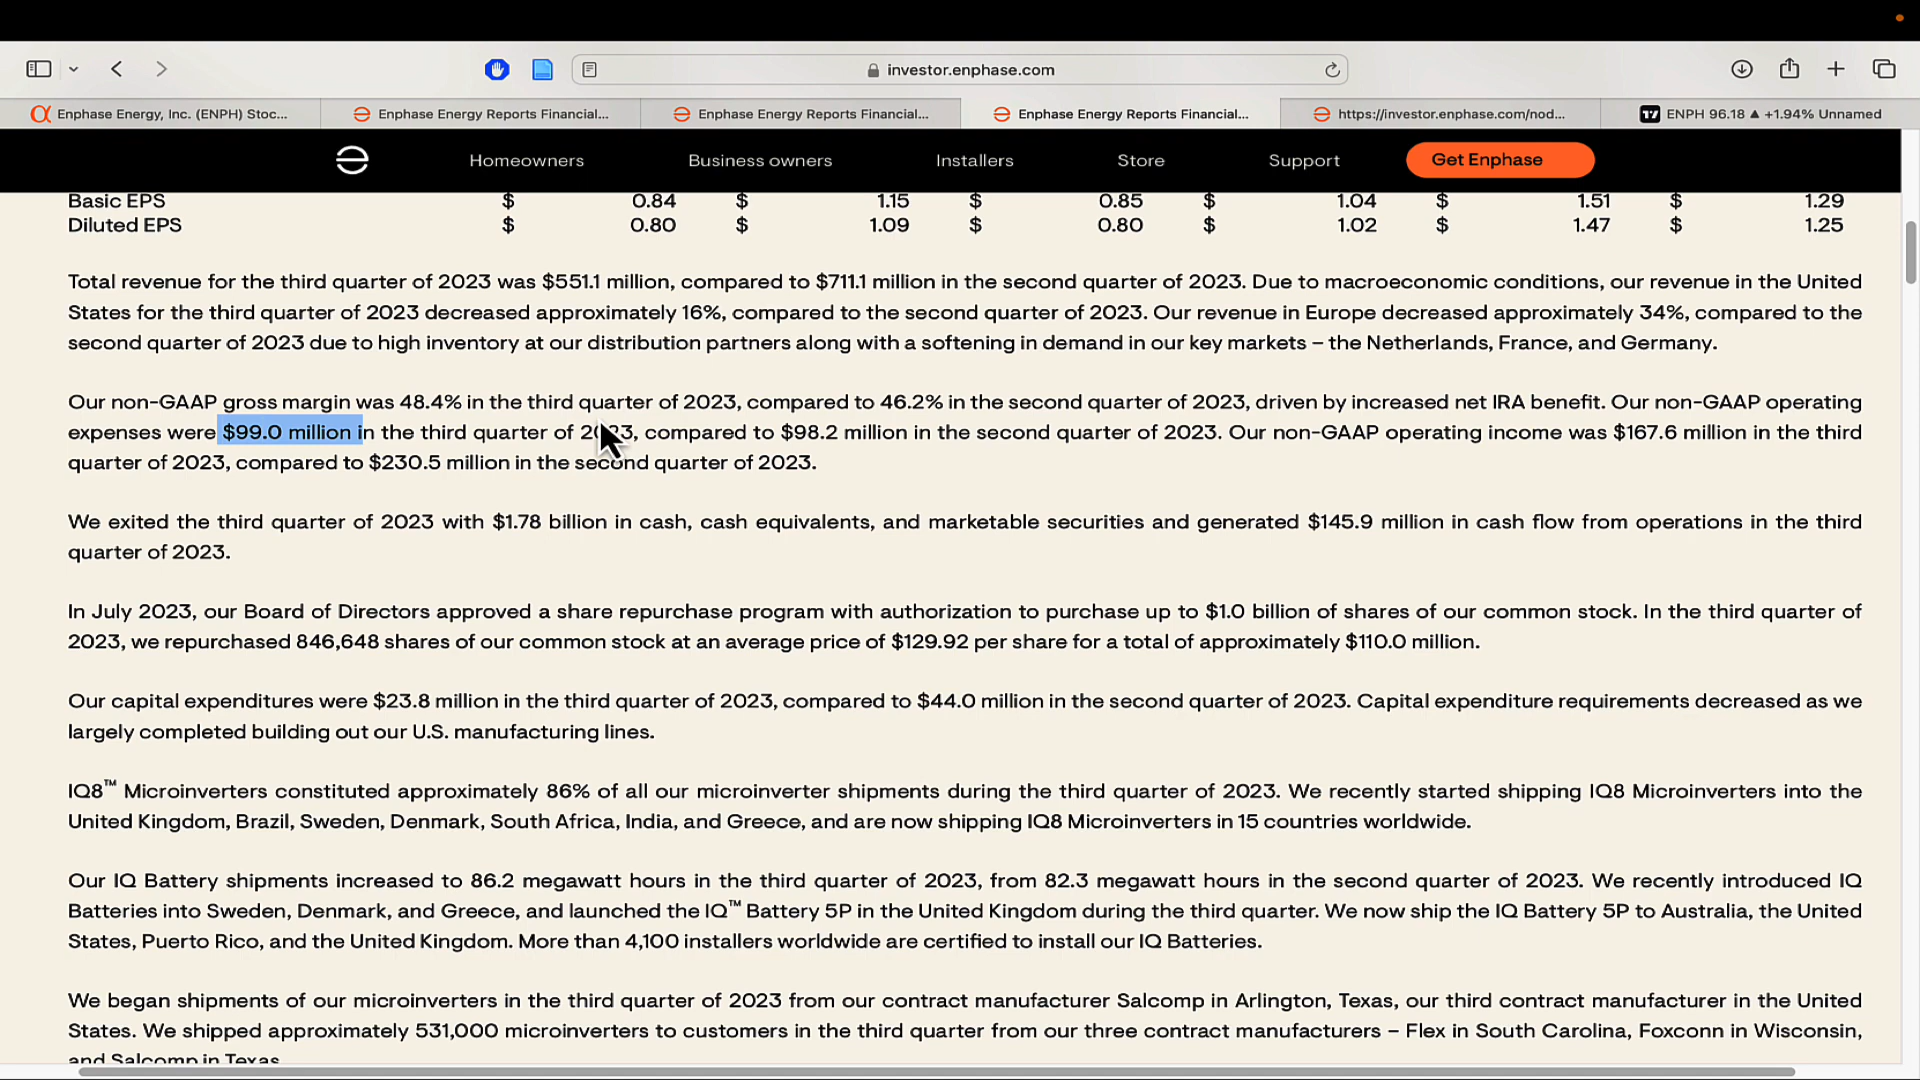 investor.enphase.com
Enphase Energy, Inc. (ENPH) Stoc...
Enphase Energy Reports Financial...
Enphase Energy Reports Financial...
Enphase Energy Reports Financial...
https://investor.enphase.com/nod...
ENPH 96.18 ▲ +1.94% Unnamed
Homeowners Business owners Installers Store Support Get Enphase
Basic EPS $ 0.84 $ 1.15 $ 0.85 $ 1.04 $ 1.51 $ 1.29
Diluted EPS $ 0.80 $ 1.09 $ 0.80 $ 1.02 $ 1.47 $ 1.25
Total revenue for the third quarter of 2023 was $551.1 million, compared to $711.1 million in the second quarter of 2023. Due to macroeconomic conditions, our revenue in the United
States for the third quarter of 2023 decreased approximately 16%, compared to the second quarter of 2023. Our revenue in Europe decreased approximately 34%, compared to the
second quarter of 2023 due to high inventory at our distribution partners along with a softening in demand in our key markets – the Netherlands, France, and Germany.
Our non-GAAP gross margin was 48.4% in the third quarter of 2023, compared to 46.2% in the second quarter of 2023, driven by increased net IRA benefit. Our non-GAAP operating
expenses were $99.0 million in the third quarter of 2023, compared to $98.2 million in the second quarter of 2023. Our non-GAAP operating income was $167.6 million in the third
quarter of 2023, compared to $230.5 million in the second quarter of 2023.
We exited the third quarter of 2023 with $1.78 billion in cash, cash equivalents, and marketable securities and generated $145.9 million in cash flow from operations in the third
quarter of 2023.
In July 2023, our Board of Directors approved a share repurchase program with authorization to purchase up to $1.0 billion of shares of our common stock. In the third quarter of
2023, we repurchased 846,648 shares of our common stock at an average price of $129.92 per share for a total of approximately $110.0 million.
Our capital expenditures were $23.8 million in the third quarter of 2023, compared to $44.0 million in the second quarter of 2023. Capital expenditure requirements decreased as we
largely completed building out our U.S. manufacturing lines.
IQ8™ Microinverters constituted approximately 86% of all our microinverter shipments during the third quarter of 2023. We recently started shipping IQ8 Microinverters into the
United Kingdom, Brazil, Sweden, Denmark, South Africa, India, and Greece, and are now shipping IQ8 Microinverters in 15 countries worldwide.
Our IQ Battery shipments increased to 86.2 megawatt hours in the third quarter of 2023, from 82.3 megawatt hours in the second quarter of 2023. We recently introduced IQ
Batteries into Sweden, Denmark, and Greece, and launched the IQ™ Battery 5P in the United Kingdom during the third quarter. We now ship the IQ Battery 5P to Australia, the United
States, Puerto Rico, and the United Kingdom. More than 4,100 installers worldwide are certified to install our IQ Batteries.
We began shipments of our microinverters in the third quarter of 2023 from our contract manufacturer Salcomp in Arlington, Texas, our third contract manufacturer in the United
States. We shipped approximately 531,000 microinverters to customers in the third quarter from our three contract manufacturers – Flex in South Carolina, Foxconn in Wisconsin,
and Salcomp in Texas.